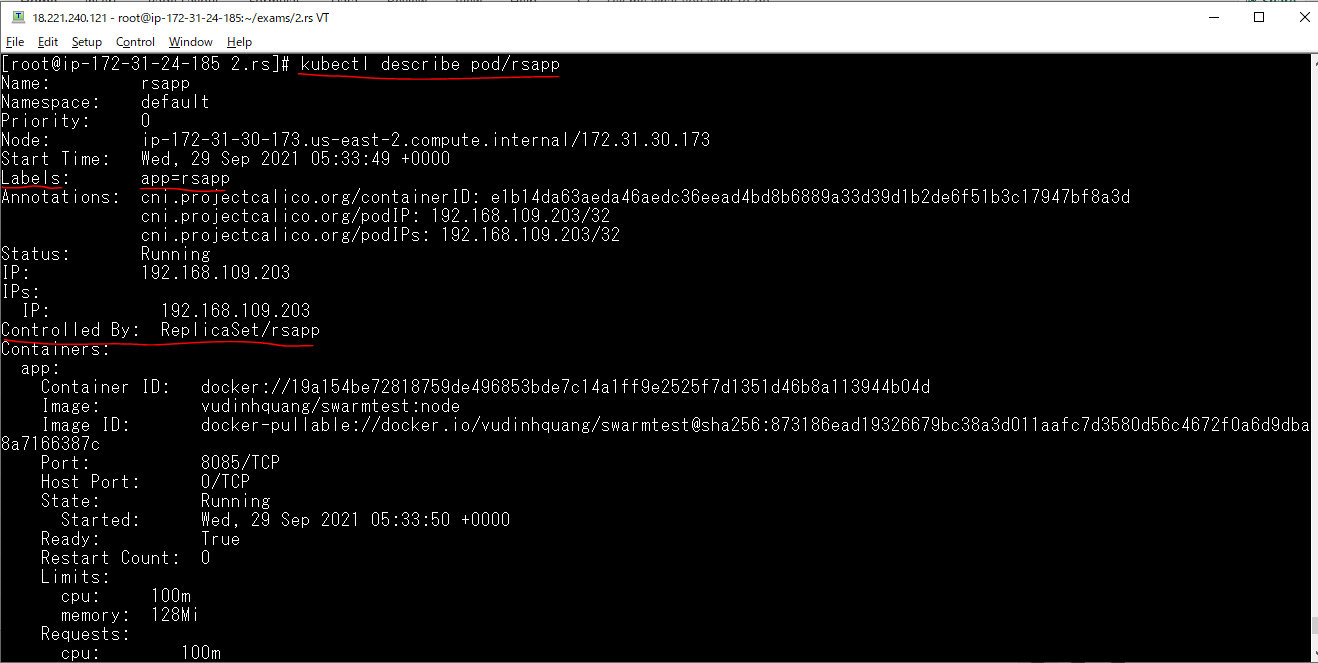 18.221.240.121 - root@ip-172-31-24-185:~/exams/2.rs VT
File Edit Setup Control Window Help
[root@ip-172-31-24-185 2.rs]# kubectl describe pod/rsapp
Name: rsapp
Namespace: default
Priority: 0
Node: ip-172-31-30-173.us-east-2.compute.internal/172.31.30.173
Start Time: Wed, 29 Sep 2021 05:33:49 +0000
Labels: app=rsapp
Annotations: cni.projectcalico.org/containerID: e1b14da63aeda46aedc36eead4bd8b6889a33d39d1b2de6f51b3c17947bf8a3d
cni.projectcalico.org/podIP: 192.168.109.203/32
cni.projectcalico.org/podIPs: 192.168.109.203/32
Status: Running
IP: 192.168.109.203
IPs:
IP: 192.168.109.203
Controlled By: ReplicaSet/rsapp
Containers:
app:
Container ID: docker://19a154be72818759de496853bde7c14a1ff9e2525f7d1351d46b8a113944b04d
Image: vudinhquang/swarmtest:node
Image ID: docker-pullable://docker.io/vudinhquang/swarmtest@sha256:873186ead19326679bc38a3d011aafc7d3580d56c4672f0a6d9dba
8a7166387c
Port: 8085/TCP
Host Port: 0/TCP
State: Running
Started: Wed, 29 Sep 2021 05:33:50 +0000
Ready: True
Restart Count: 0
Limits:
cpu: 100m
memory: 128Mi
Requests:
cpu: 100m